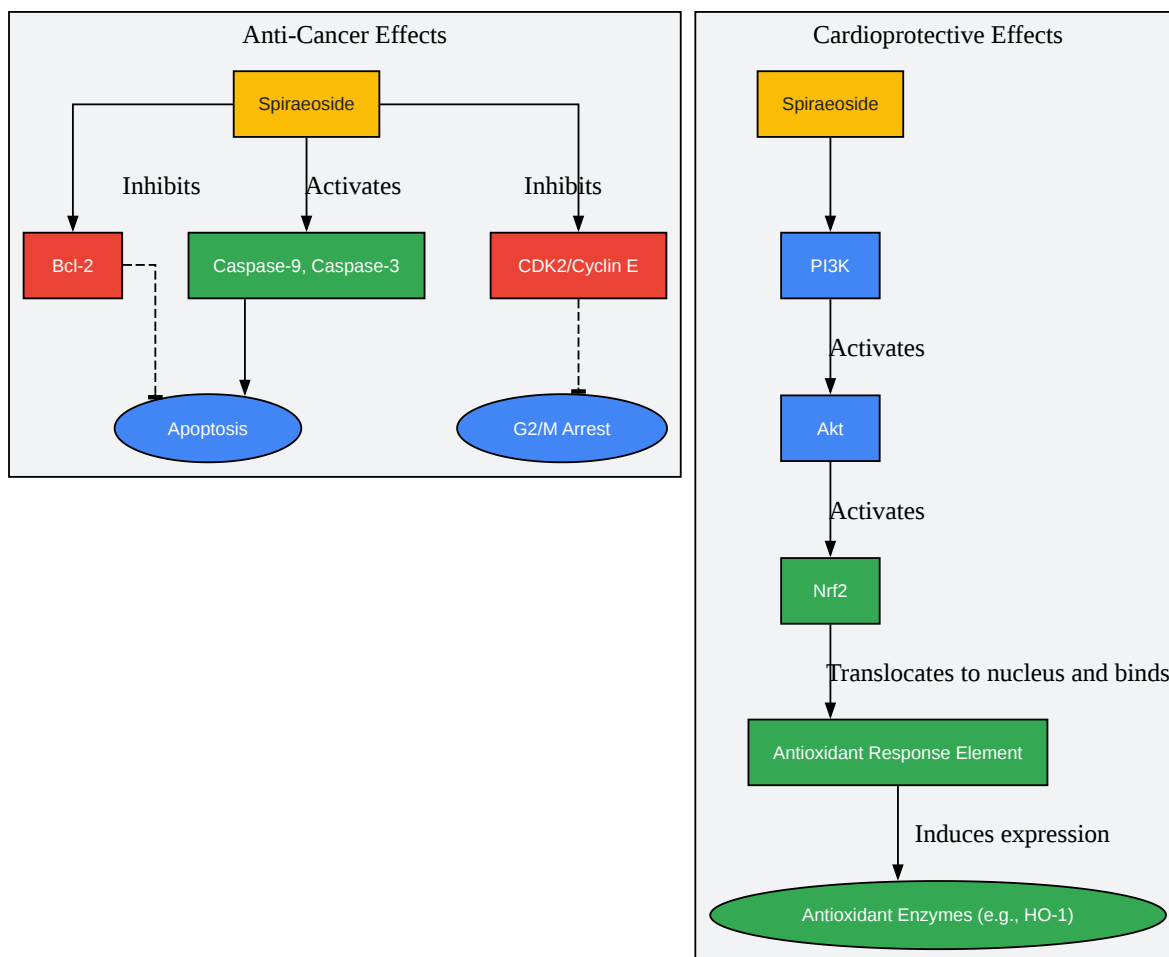 Anti-Cancer Effects
Spiraeoside
Inhibits
Activates
Inhibits
Bcl-2
Caspase-9, Caspase-3
CDK2/Cyclin E
Apoptosis
G2/M Arrest
Cardioprotective Effects
Spiraeoside
PI3K
Activates
Akt
Activates
Nrf2
Translocates to nucleus and binds
Antioxidant Response Element
Induces expression
Antioxidant Enzymes (e.g., HO-1)